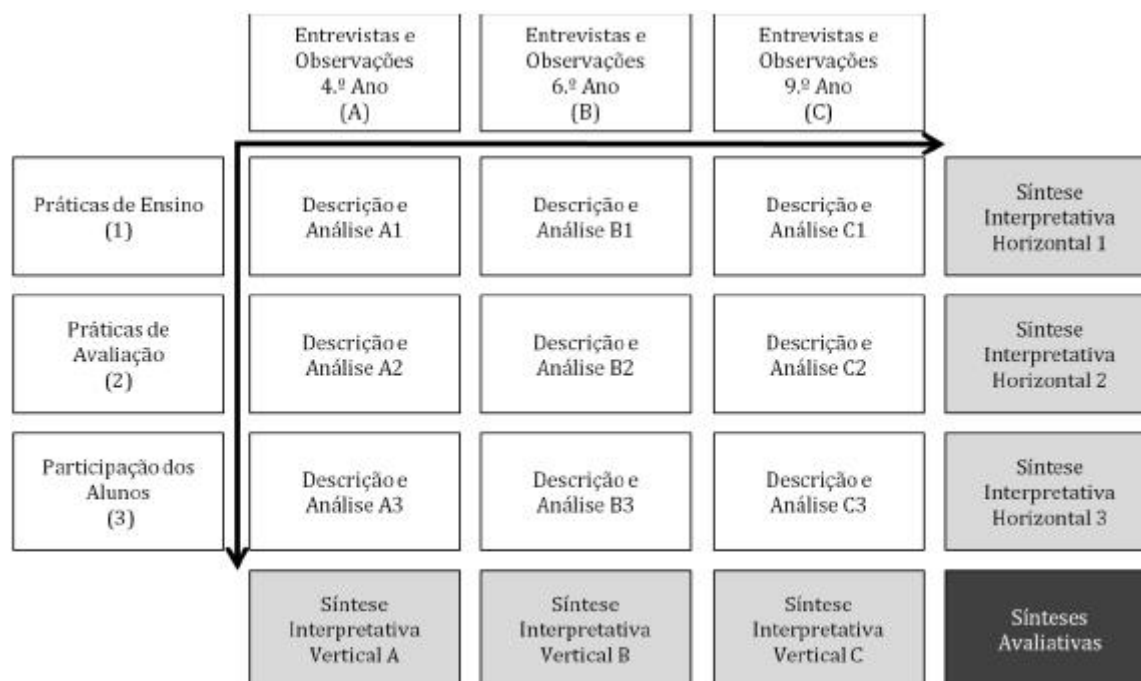 Entrevistas e
Observações
4.º Ano
(A)
Entrevistas e
Observações
6.º Ano
(B)
Entrevistas e
Observações
9.º Ano
(C)
Práticas de Ensino
(1)
Descrição e
Análise A1
Descrição e
Análise B1
Descrição e
Análise C1
Síntese
Interpretativa
Horizontal 1
Práticas de
Avaliação
(2)
Descrição e
Análise A2
Descrição e
Análise B2
Descrição e
Análise C2
Síntese
Interpretativa
Horizontal 2
Participação dos
Alunos
(3)
Descrição e
Análise A3
Descrição e
Análise B3
Descrição e
Análise C3
Síntese
Interpretativa
Horizontal 3
Síntese
Interpretativa
Vertical A
Síntese
Interpretativa
Vertical B
Síntese
Interpretativa
Vertical C
Sínteses
Avaliativas